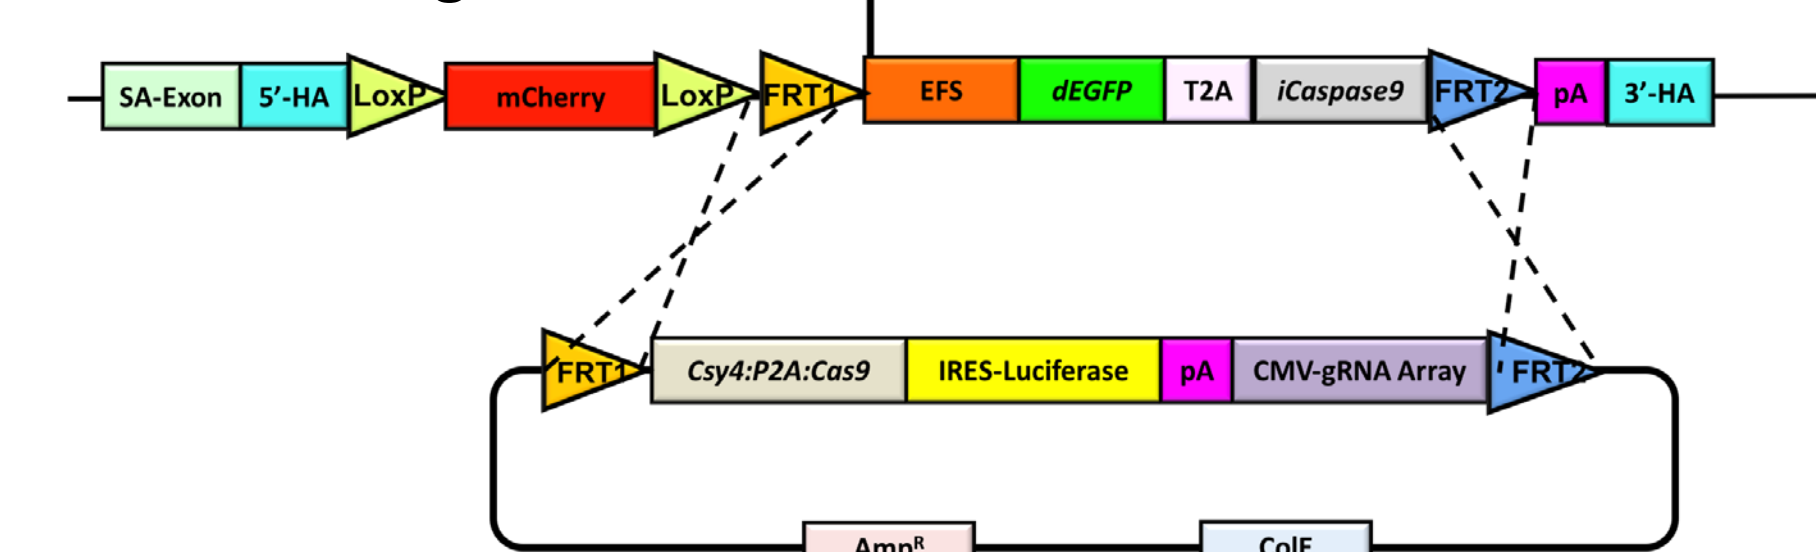 SA-Exon 5’-HA LoxP mCherry LoxP FRT1 EFS dEGFP T2A iCaspase9 FRT2 pA 3’-HA
FRT1 Csy4:P2A:Cas9 IRES-Luciferase pA CMV-gRNA Array FRT2
Ampᴿ ColE